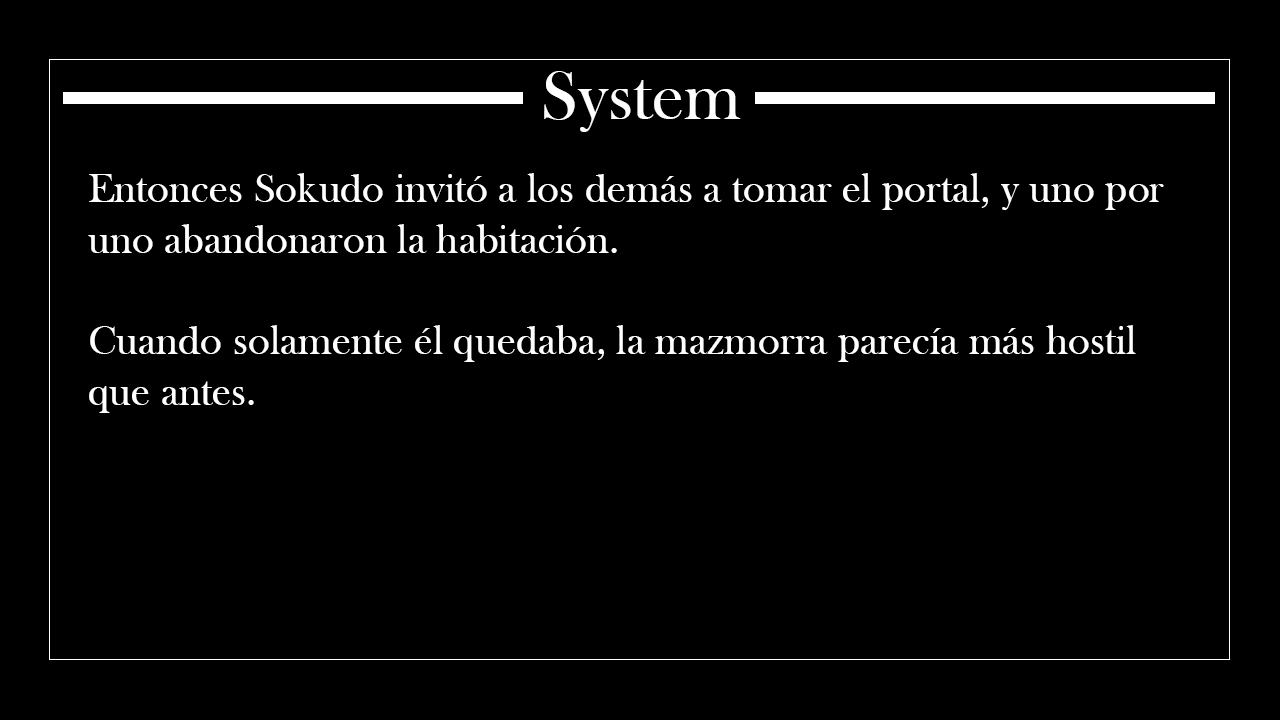 System
Entonces Sokudo invitó a los demás a tomar el portal, y uno por
uno abandonaron la habitación.
Cuando solamente él quedaba, la mazmorra parecía más hostil
que antes.